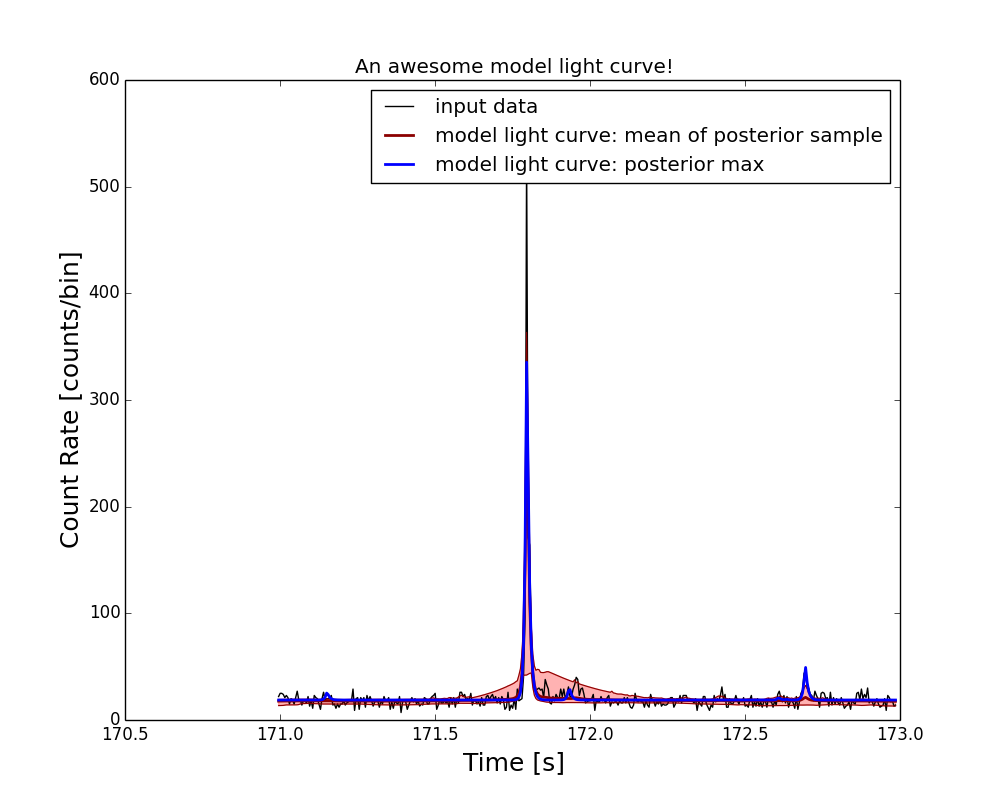 An awesome model light curve!
600
500
400
300
200
100
0
Count Rate [counts/bin]
input data
model light curve: mean of posterior sample
model light curve: posterior max
170.5 171.0 171.5 172.0 172.5 173.0
Time [s]